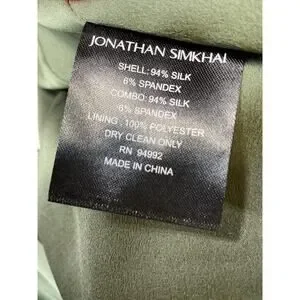 JONATHAN SIMKHAI
SHELL: 94% SILK
6% SPANDEX
COMBO: 94% SILK
6% SPANDEX
LINING : 100% POLYESTER
DRY CLEAN ONLY
RN 94992
MADE IN CHINA